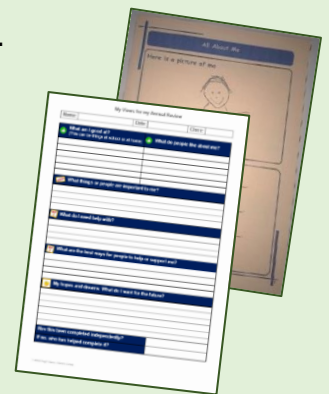 All About Me
Here is a picture of me
My Views for my Annual Review
Name: Date: Class:
What am I good at?
(This can be things at school or at home)
What do people like about me?
What things or people are important to me?
What do I need help with?
What are the best ways for people to help or support me?
My hopes and dreams. What do I want for the future?
Has this been completed independently?
If no, who has helped complete it?